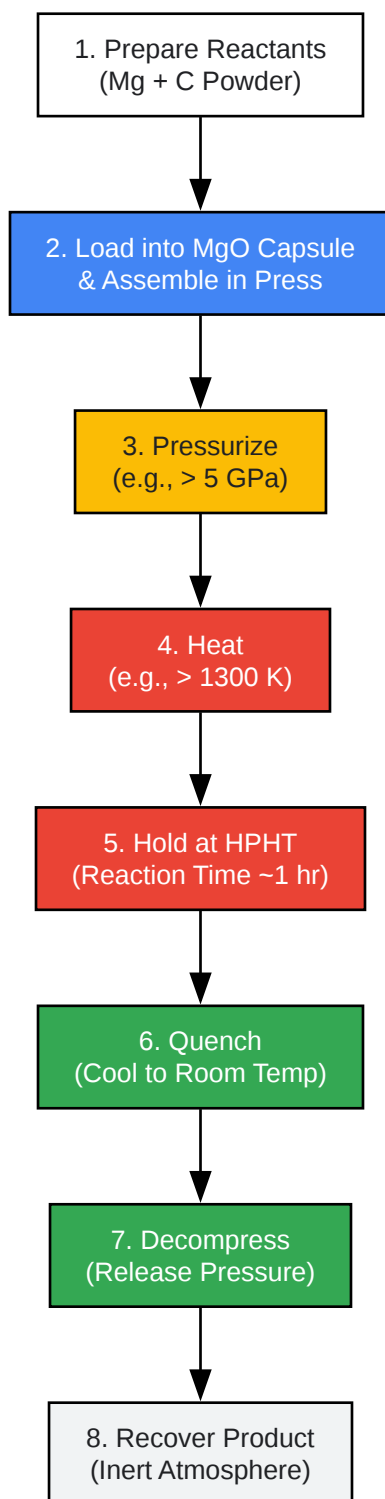 1. Prepare Reactants
(Mg + C Powder)
2. Load into MgO Capsule
& Assemble in Press
3. Pressurize
(e.g., > 5 GPa)
4. Heat
(e.g., > 1300 K)
5. Hold at HPHT
(Reaction Time ~1 hr)
6. Quench
(Cool to Room Temp)
7. Decompress
(Release Pressure)
8. Recover Product
(Inert Atmosphere)